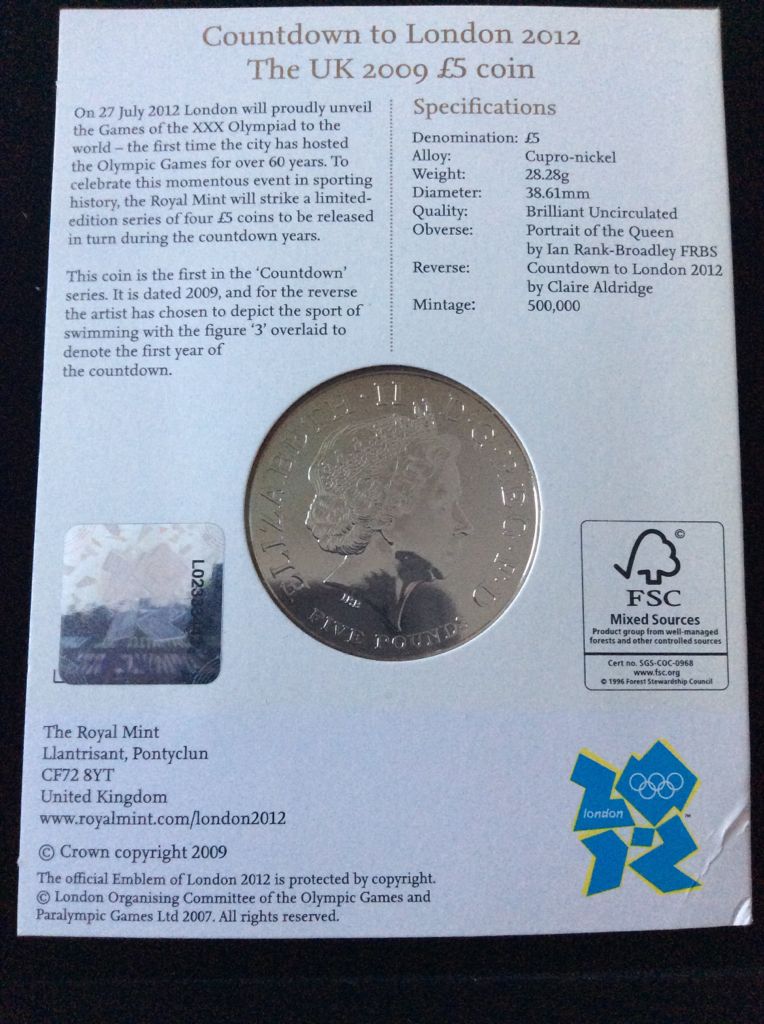 Countdown to London 2012
The UK 2009 £5 coin
On 27 July 2012 London will proudly unveil
the Games of the XXX Olympiad to the
world – the first time the city has hosted
the Olympic Games for over 60 years. To
celebrate this momentous event in sporting
history, the Royal Mint will strike a limited-
edition series of four £5 coins to be released
in turn during the countdown years.
This coin is the first in the ‘Countdown’
series. It is dated 2009, and for the reverse
the artist has chosen to depict the sport of
swimming with the figure ‘3’ overlaid to
denote the first year of
the countdown.
Specifications
Denomination: £5
Alloy: Cupro-nickel
Weight: 28.28g
Diameter: 38.61mm
Quality: Brilliant Uncirculated
Obverse: Portrait of the Queen
by Ian Rank-Broadley FRBS
Reverse: Countdown to London 2012
by Claire Aldridge
Mintage: 500,000
ELIZABETH·II·D·G·REG·F·D
IRB
FIVE POUNDS
©
FSC
Mixed Sources
Product group from well-managed
forests and other controlled sources
Cert no. SGS-COC-0968
www.fsc.org
© 1996 Forest Stewardship Council
The Royal Mint
Llantrisant, Pontyclun
CF72 8YT
United Kingdom
www.royalmint.com/london2012
© Crown copyright 2009
The official Emblem of London 2012 is protected by copyright.
© London Organising Committee of the Olympic Games and
Paralympic Games Ltd 2007. All rights reserved.
london
™